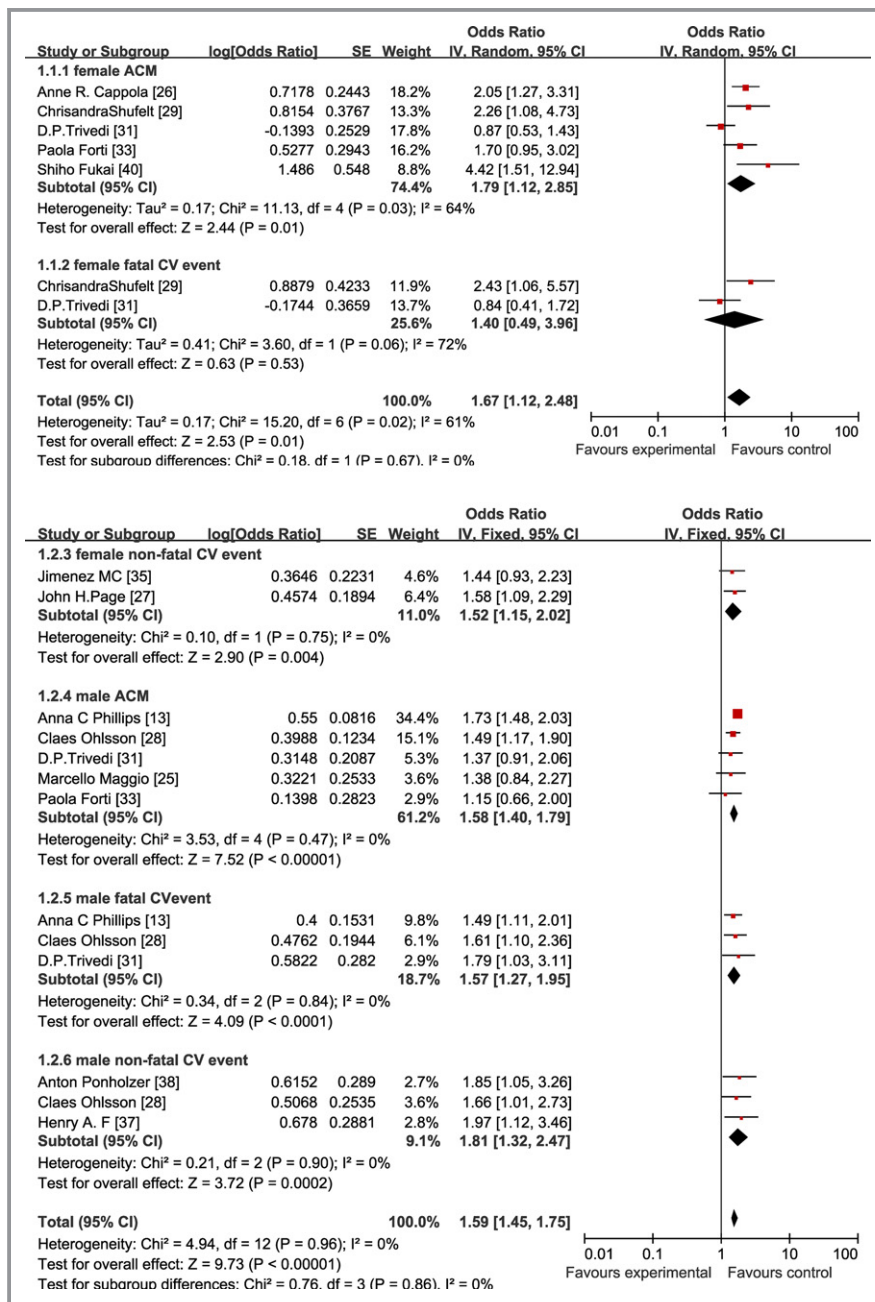 Odds Ratio Odds Ratio
Study or Subgroup log[Odds Ratio] SE Weight IV, Random, 95% CI IV, Random, 95% CI
1.1.1 female ACM
Anne R. Cappola [26] 0.7178 0.2443 18.2% 2.05 [1.27, 3.31]
ChrisandraShufelt [29] 0.8154 0.3767 13.3% 2.26 [1.08, 4.73]
D.P.Trivedi [31] -0.1393 0.2529 17.8% 0.87 [0.53, 1.43]
Paola Forti [33] 0.5277 0.2943 16.2% 1.70 [0.95, 3.02]
Shiho Fukai [40] 1.486 0.548 8.8% 4.42 [1.51, 12.94]
Subtotal (95% CI) 74.4% 1.79 [1.12, 2.85]
Heterogeneity: Tau² = 0.17; Chi² = 11.13, df = 4 (P = 0.03); I² = 64%
Test for overall effect: Z = 2.44 (P = 0.01)
1.1.2 female fatal CV event
ChrisandraShufelt [29] 0.8879 0.4233 11.9% 2.43 [1.06, 5.57]
D.P.Trivedi [31] -0.1744 0.3659 13.7% 0.84 [0.41, 1.72]
Subtotal (95% CI) 25.6% 1.40 [0.49, 3.96]
Heterogeneity: Tau² = 0.41; Chi² = 3.60, df = 1 (P = 0.06); I² = 72%
Test for overall effect: Z = 0.63 (P = 0.53)
Total (95% CI) 100.0% 1.67 [1.12, 2.48]
Heterogeneity: Tau² = 0.17; Chi² = 15.20, df = 6 (P = 0.02); I² = 61%
Test for overall effect: Z = 2.53 (P = 0.01)
Test for subgroup differences: Chi² = 0.18, df = 1 (P = 0.67), I² = 0%
0.01 0.1 1 10 100
Favours experimental Favours control
Odds Ratio Odds Ratio
Study or Subgroup log[Odds Ratio] SE Weight IV, Fixed, 95% CI IV, Fixed, 95% CI
1.2.3 female non-fatal CV event
Jimenez MC [35] 0.3646 0.2231 4.6% 1.44 [0.93, 2.23]
John H.Page [27] 0.4574 0.1894 6.4% 1.58 [1.09, 2.29]
Subtotal (95% CI) 11.0% 1.52 [1.15, 2.02]
Heterogeneity: Chi² = 0.10, df = 1 (P = 0.75); I² = 0%
Test for overall effect: Z = 2.90 (P = 0.004)
1.2.4 male ACM
Anna C Phillips [13] 0.55 0.0816 34.4% 1.73 [1.48, 2.03]
Claes Ohlsson [28] 0.3988 0.1234 15.1% 1.49 [1.17, 1.90]
D.P.Trivedi [31] 0.3148 0.2087 5.3% 1.37 [0.91, 2.06]
Marcello Maggio [25] 0.3221 0.2533 3.6% 1.38 [0.84, 2.27]
Paola Forti [33] 0.1398 0.2823 2.9% 1.15 [0.66, 2.00]
Subtotal (95% CI) 61.2% 1.58 [1.40, 1.79]
Heterogeneity: Chi² = 3.53, df = 4 (P = 0.47); I² = 0%
Test for overall effect: Z = 7.52 (P < 0.00001)
1.2.5 male fatal CVevent
Anna C Phillips [13] 0.4 0.1531 9.8% 1.49 [1.11, 2.01]
Claes Ohlsson [28] 0.4762 0.1944 6.1% 1.61 [1.10, 2.36]
D.P.Trivedi [31] 0.5822 0.282 2.9% 1.79 [1.03, 3.11]
Subtotal (95% CI) 18.7% 1.57 [1.27, 1.95]
Heterogeneity: Chi² = 0.34, df = 2 (P = 0.84); I² = 0%
Test for overall effect: Z = 4.09 (P < 0.0001)
1.2.6 male non-fatal CV event
Anton Ponholzer [38] 0.6152 0.289 2.7% 1.85 [1.05, 3.26]
Claes Ohlsson [28] 0.5068 0.2535 3.6% 1.66 [1.01, 2.73]
Henry A. F [37] 0.678 0.2881 2.8% 1.97 [1.12, 3.46]
Subtotal (95% CI) 9.1% 1.81 [1.32, 2.47]
Heterogeneity: Chi² = 0.21, df = 2 (P = 0.90); I² = 0%
Test for overall effect: Z = 3.72 (P = 0.0002)
Total (95% CI) 100.0% 1.59 [1.45, 1.75]
Heterogeneity: Chi² = 4.94, df = 12 (P = 0.96); I² = 0%
Test for overall effect: Z = 9.73 (P < 0.00001)
Test for subgroup differences: Chi² = 0.76, df = 3 (P = 0.86), I² = 0%
0.01 0.1 1 10 100
Favours experimental Favours control